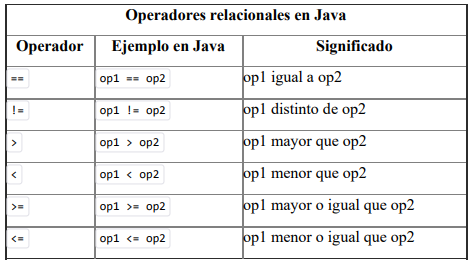 Operadores relacionales en Java
Operador Ejemplo en Java Significado
== op1 == op2 op1 igual a op2
!= op1 != op2 op1 distinto de op2
> op1 > op2 op1 mayor que op2
< op1 < op2 op1 menor que op2
>= op1 >= op2 op1 mayor o igual que op2
<= op1 <= op2 op1 menor o igual que op2